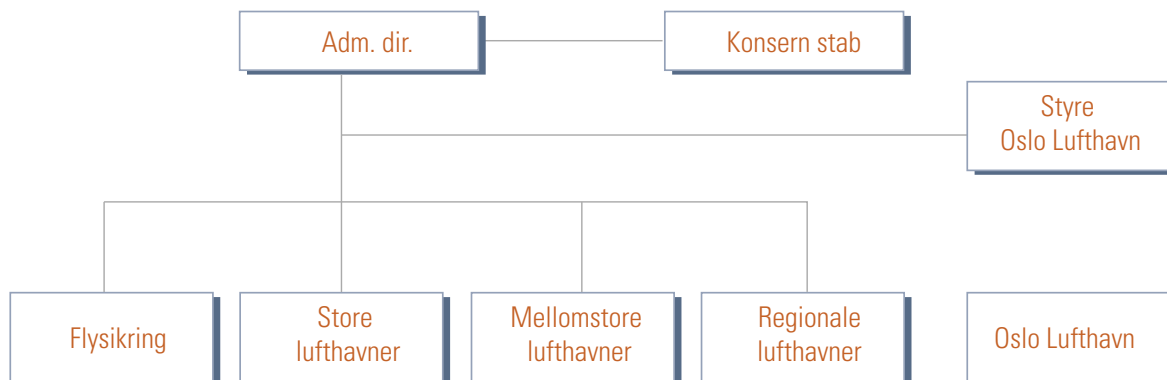 Adm. dir.
Konsern stab
Styre
Oslo Lufthavn
Flysikring
Store
lufthavner
Mellomstore
lufthavner
Regionale
lufthavner
Oslo Lufthavn